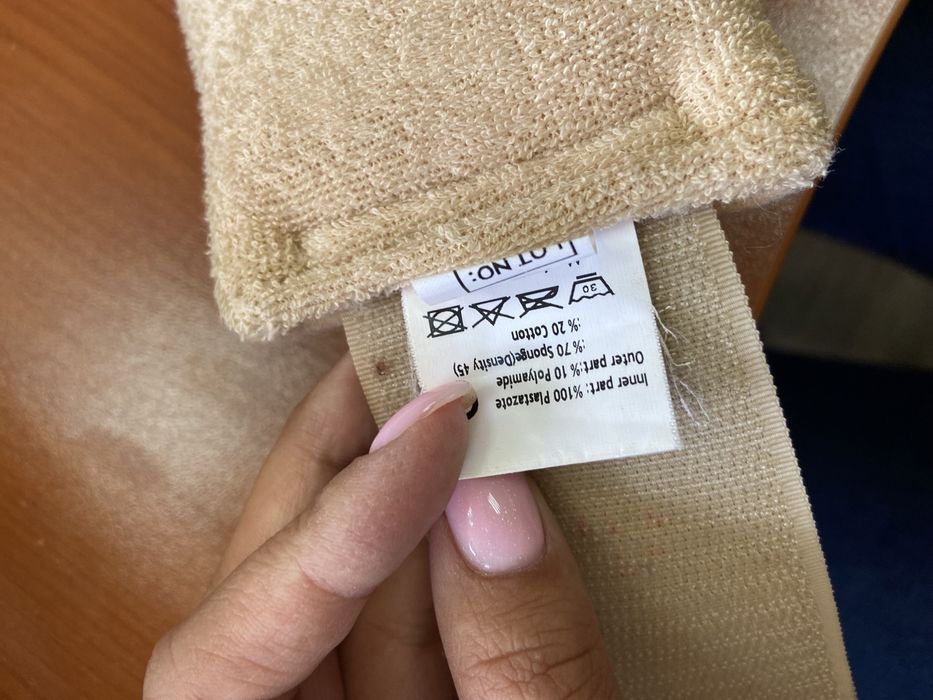 Inner part: %100 Plastazote
Outer part:% 10 Polyamide
:% 70 Sponge(Density 45)
:% 20 Cotton
30
LOT NO: